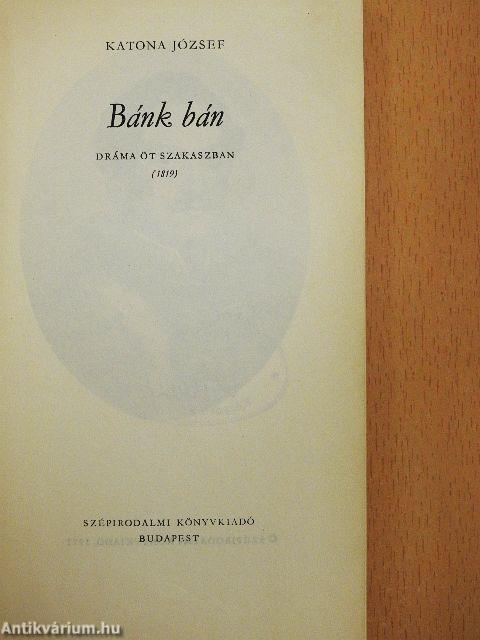 KATONA JÓZSEF
Bánk bán
DRÁMA ÖT SZAKASZBAN
(1819)
SZÉPIRODALMI KÖNYVKIADÓ
BUDAPEST
Antikvárium.hu